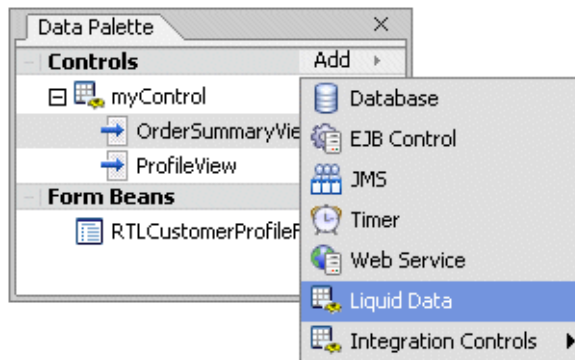 Data Palette
Controls Add
myControl
OrderSummaryVie
ProfileView
Form Beans
RTLCustomerProfileF
Database
EJB Control
JMS
Timer
Web Service
Liquid Data
Integration Controls